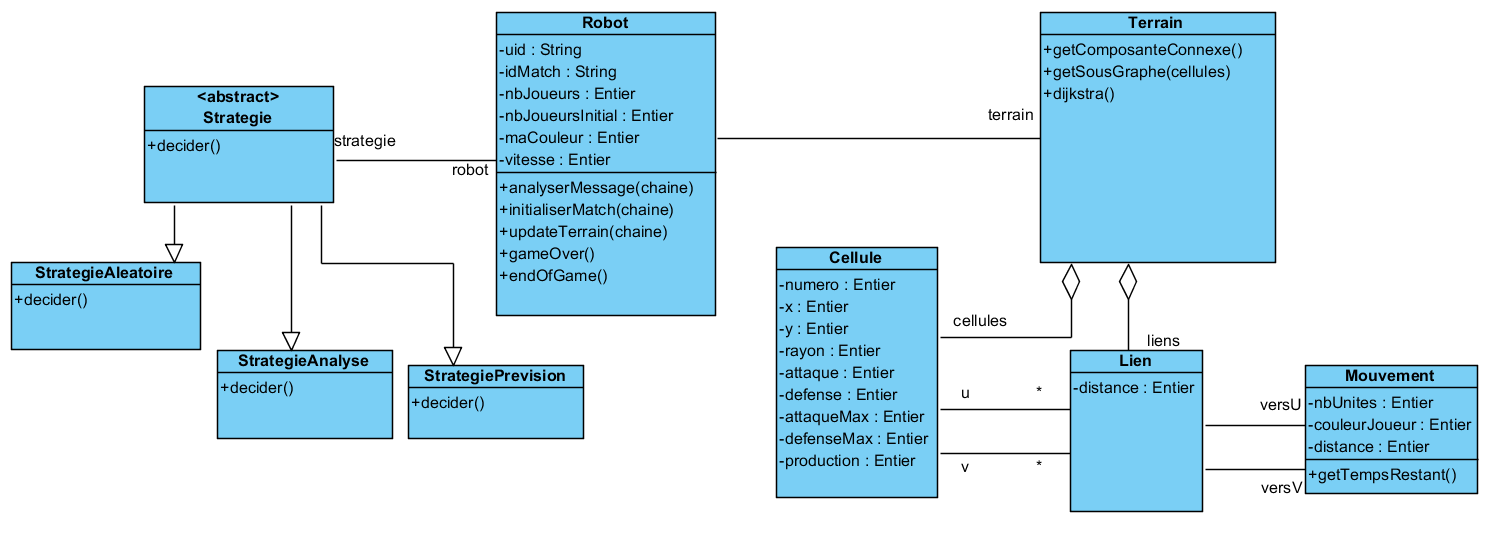 <abstract>
Strategie
+decider()
StrategieAleatoire
+decider()
StrategieAnalyse
+decider()
StrategiePrevision
+decider()
strategie
robot
Robot
-uid : String
-idMatch : String
-nbJoueurs : Entier
-nbJoueursInitial : Entier
-maCouleur : Entier
-vitesse : Entier
+analyserMessage(chaine)
+initialiserMatch(chaine)
+updateTerrain(chaine)
+gameOver()
+endOfGame()
terrain
Terrain
+getComposanteConnexe()
+getSousGraphe(cellules)
+dijkstra()
Cellule
-numero : Entier
-x : Entier
-y : Entier
-rayon : Entier
-attaque : Entier
-defense : Entier
-attaqueMax : Entier
-defenseMax : Entier
-production : Entier
cellules
liens
u *
v *
Lien
-distance : Entier
versU
versV
Mouvement
-nbUnites : Entier
-couleurJoueur : Entier
-distance : Entier
+getTempsRestant()